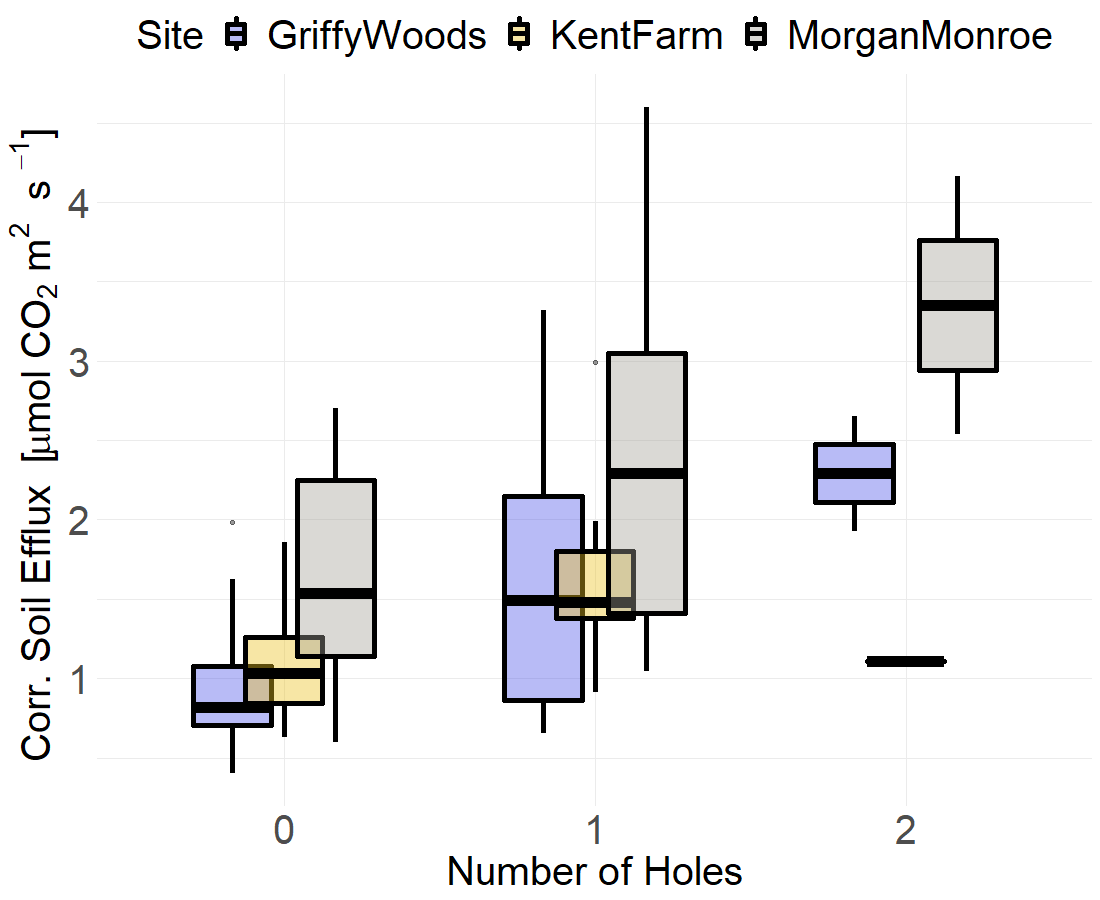 Site GriffyWoods KentFarm MorganMonroe
Corr. Soil Efflux [μmol CO₂ m² s ⁻¹]
4
3
2
1
0 1 2
Number of Holes